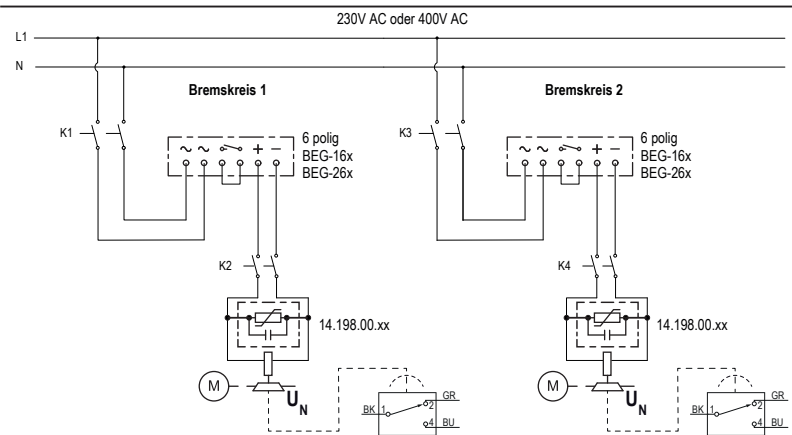 230V AC oder 400V AC
L1
N
Bremskreis 1
Bremskreis 2
K1
6 polig
BEG-16x
BEG-26x
K3
6 polig
BEG-16x
BEG-26x
∼ ∼ + −
∼ ∼ + −
K2
K4
14.198.00.xx
14.198.00.xx
M
UN
M
UN
BK 1 2 GR
4 BU
BK 1 2 GR
4 BU